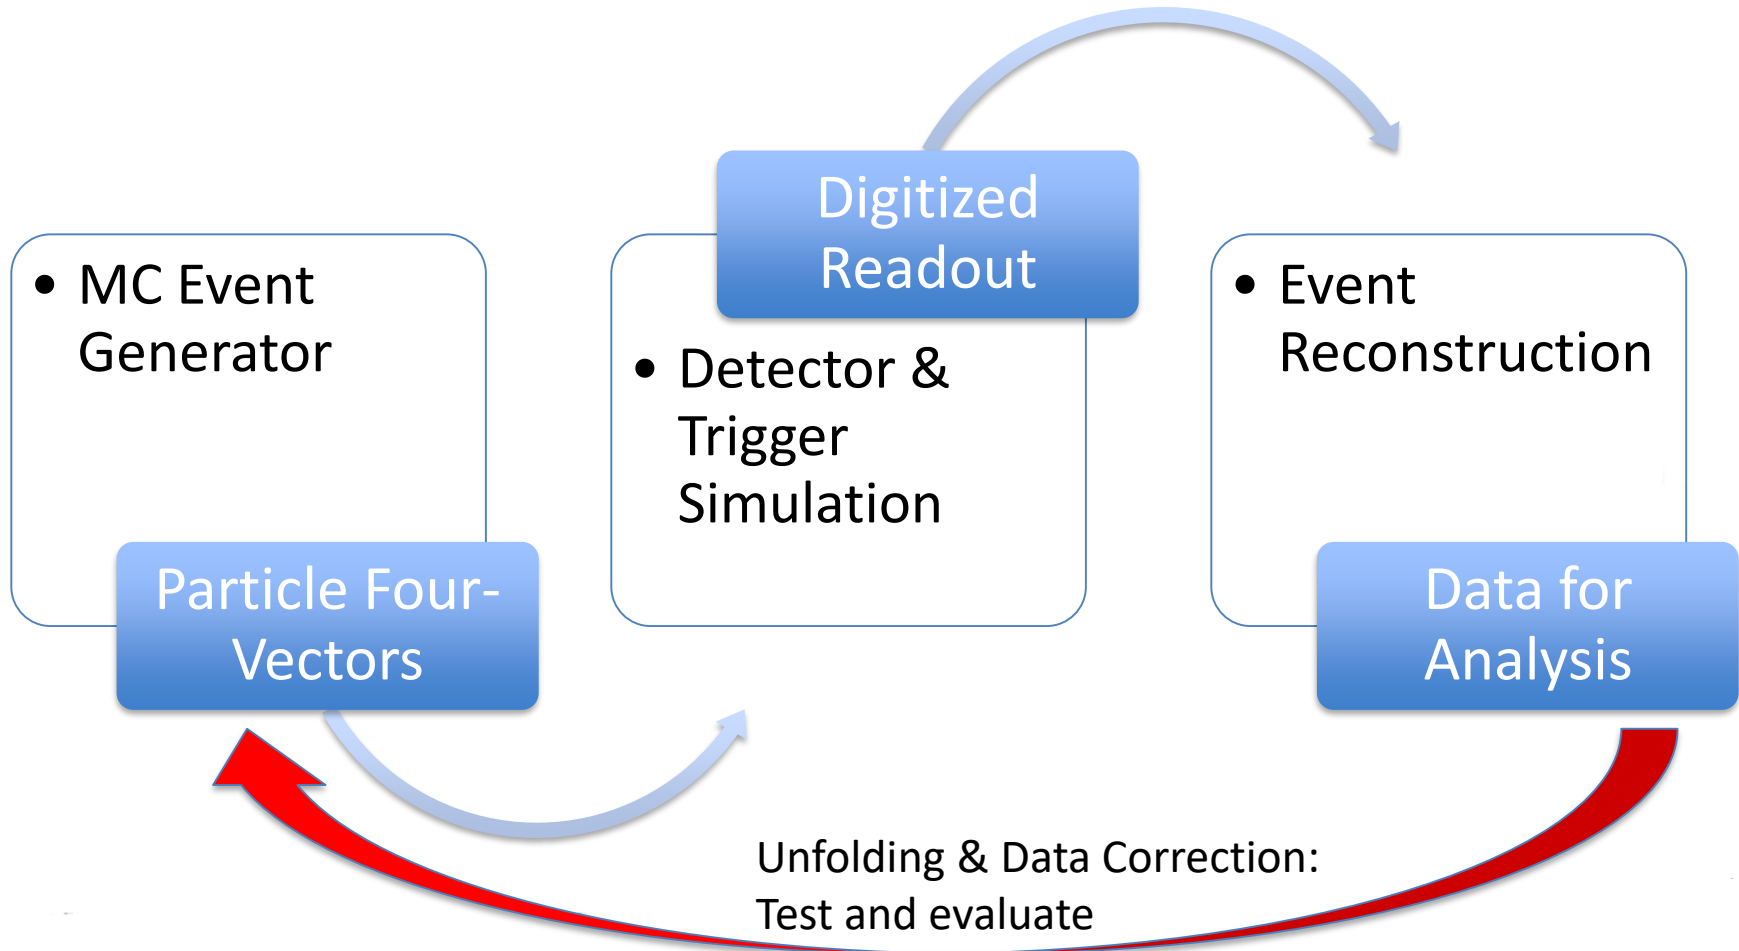 • MC Event
Generator
Particle Four-
Vectors
Digitized
Readout
• Detector &
Trigger
Simulation
• Event
Reconstruction
Data for
Analysis
Unfolding & Data Correction:
Test and evaluate